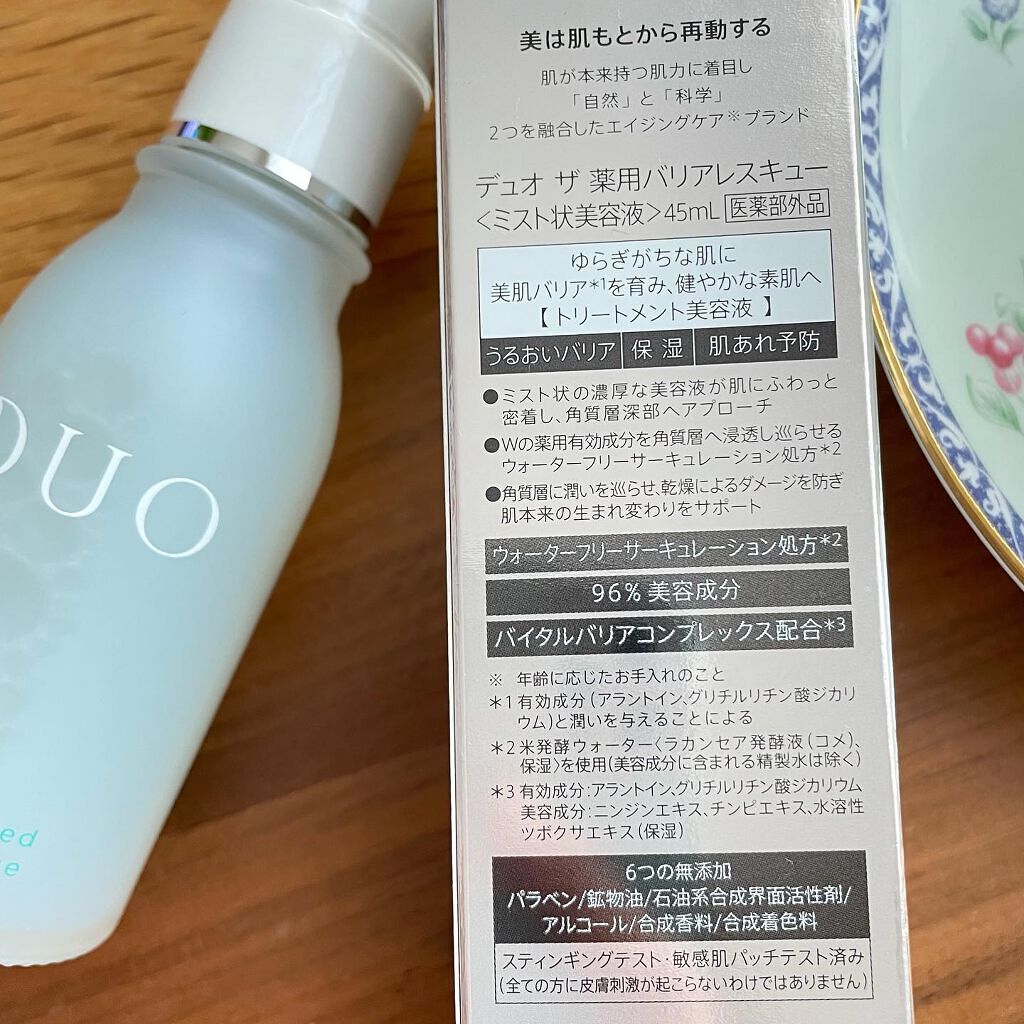 美は肌もとから再動する
肌が本来持つ肌力に着目し
「自然」と「科学」
2つを融合したエイジングケア※ブランド
デュオ ザ 薬用バリアレスキュー
〈ミスト状美容液〉45mL 医薬部外品
ゆらぎがちな肌に
美肌バリア*1を育み、健やかな素肌へ
【トリートメント美容液】
うるおいバリア 保湿 肌あれ予防
●ミスト状の濃厚な美容液が肌にふわっと
密着し、角質層深部へアプローチ
●Wの薬用有効成分を角質層へ浸透し巡らせる
ウォーターフリーサーキュレーション処方*2
●角質層に潤いを巡らせ、乾燥によるダメージを防ぎ
肌本来の生まれ変わりをサポート
ウォーターフリーサーキュレーション処方*2
96%美容成分
バイタルバリアコンプレックス配合*3
※ 年齢に応じたお手入れのこと
*1 有効成分(アラントイン、グリチルリチン酸ジカリ
ウム)と潤いを与えることによる
*2 米発酵ウォーター〈ラカンセア発酵液(コメ)、
保湿〉を使用(美容成分に含まれる精製水は除く)
*3 有効成分:アラントイン、グリチルリチン酸ジカリウム
美容成分:ニンジンエキス、チンピエキス、水溶性
ツボクサエキス(保湿)
6つの無添加
パラベン/鉱物油/石油系合成界面活性剤/
アルコール/合成香料/合成着色料
スティンギングテスト・敏感肌パッチテスト済み
(全ての方に皮膚刺激が起こらないわけではありません)
DUO
ed
e